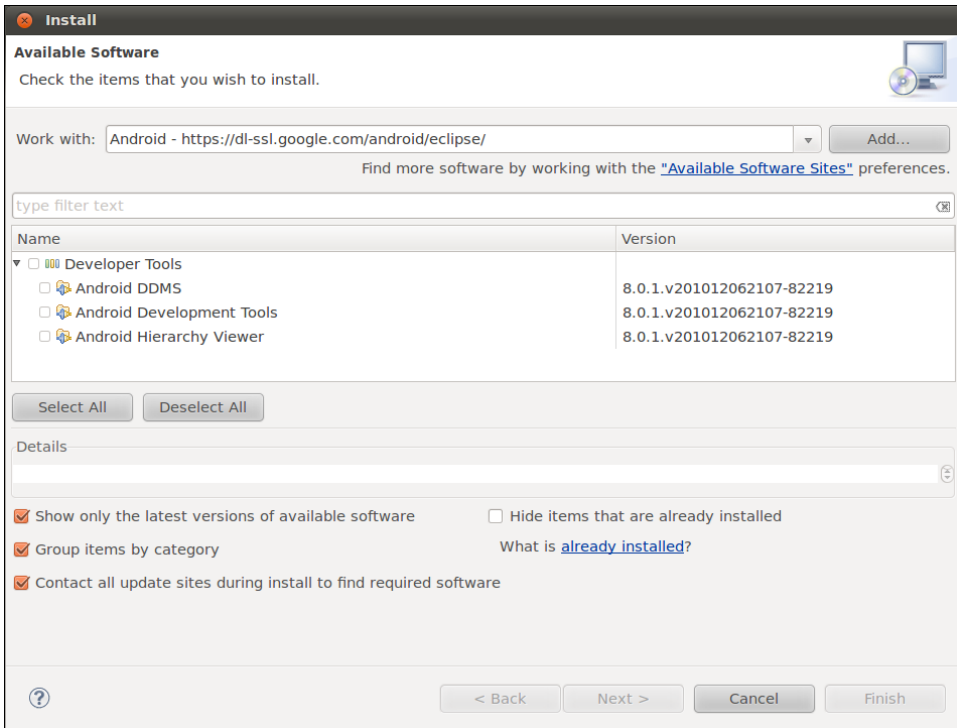 Install
Available Software
Check the items that you wish to install.
Work with: Android - https://dl-ssl.google.com/android/eclipse/ Add...
Find more software by working with the "Available Software Sites" preferences.
type filter text
Name Version
Developer Tools
Android DDMS 8.0.1.v201012062107-82219
Android Development Tools 8.0.1.v201012062107-82219
Android Hierarchy Viewer 8.0.1.v201012062107-82219
Select All Deselect All
Details
Show only the latest versions of available software Hide items that are already installed
Group items by category What is already installed?
Contact all update sites during install to find required software
? < Back Next > Cancel Finish